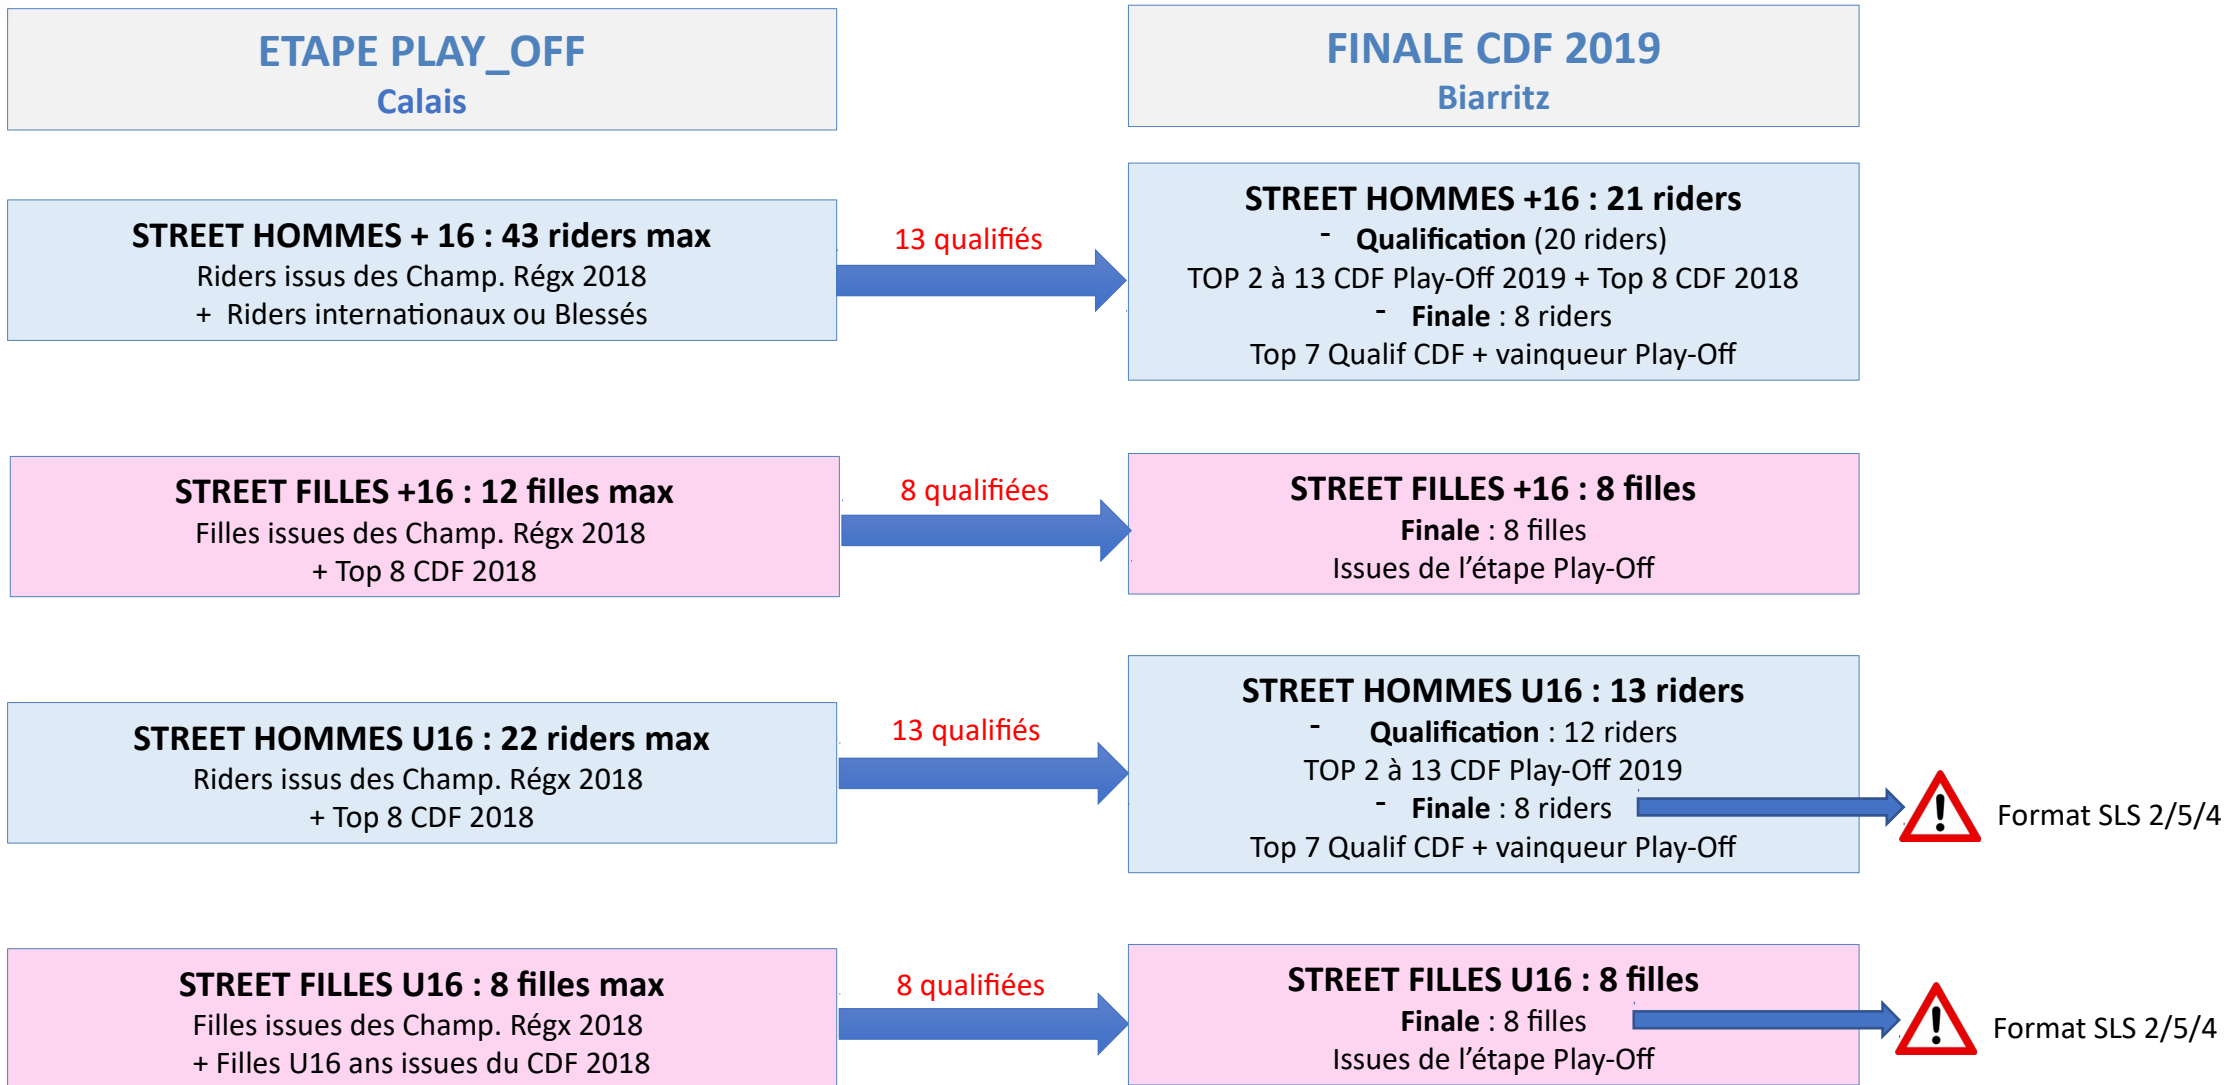 ETAPE PLAY_OFF
Calais
FINALE CDF 2019
Biarritz
STREET HOMMES + 16 : 43 riders max
Riders issus des Champ. Régx 2018
+ Riders internationaux ou Blessés
13 qualifiés
STREET HOMMES +16 : 21 riders
- Qualification (20 riders)
TOP 2 à 13 CDF Play-Off 2019 + Top 8 CDF 2018
- Finale : 8 riders
Top 7 Qualif CDF + vainqueur Play-Off
STREET FILLES +16 : 12 filles max
Filles issues des Champ. Régx 2018
+ Top 8 CDF 2018
8 qualifiées
STREET FILLES +16 : 8 filles
Finale : 8 filles
Issues de l’étape Play-Off
STREET HOMMES U16 : 22 riders max
Riders issus des Champ. Régx 2018
+ Top 8 CDF 2018
13 qualifiés
STREET HOMMES U16 : 13 riders
- Qualification : 12 riders
TOP 2 à 13 CDF Play-Off 2019
- Finale : 8 riders
Top 7 Qualif CDF + vainqueur Play-Off
Format SLS 2/5/4
STREET FILLES U16 : 8 filles max
Filles issues des Champ. Régx 2018
+ Filles U16 ans issues du CDF 2018
8 qualifiées
STREET FILLES U16 : 8 filles
Finale : 8 filles
Issues de l’étape Play-Off
Format SLS 2/5/4